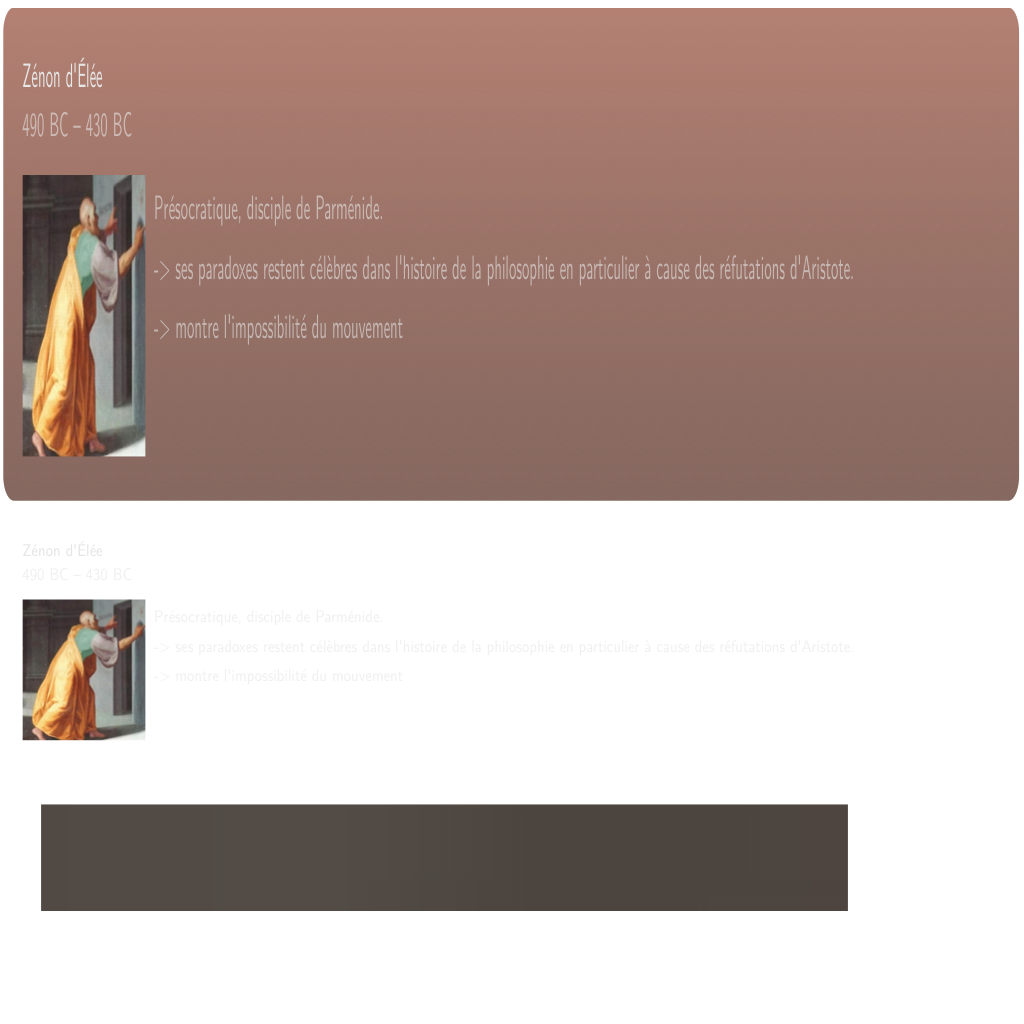 Zénon d'Élée
490 BC – 430 BC
Présocratique, disciple de Parménide.
-> ses paradoxes restent célèbres dans l'histoire de la philosophie en particulier à cause des réfutations d'Aristote.
-> montre l'impossibilité du mouvement
Zénon d'Élée
490 BC – 430 BC
Présocratique, disciple de Parménide.
-> ses paradoxes restent célèbres dans l'histoire de la philosophie en particulier à cause des réfutations d'Aristote.
-> montre l'impossibilité du mouvement